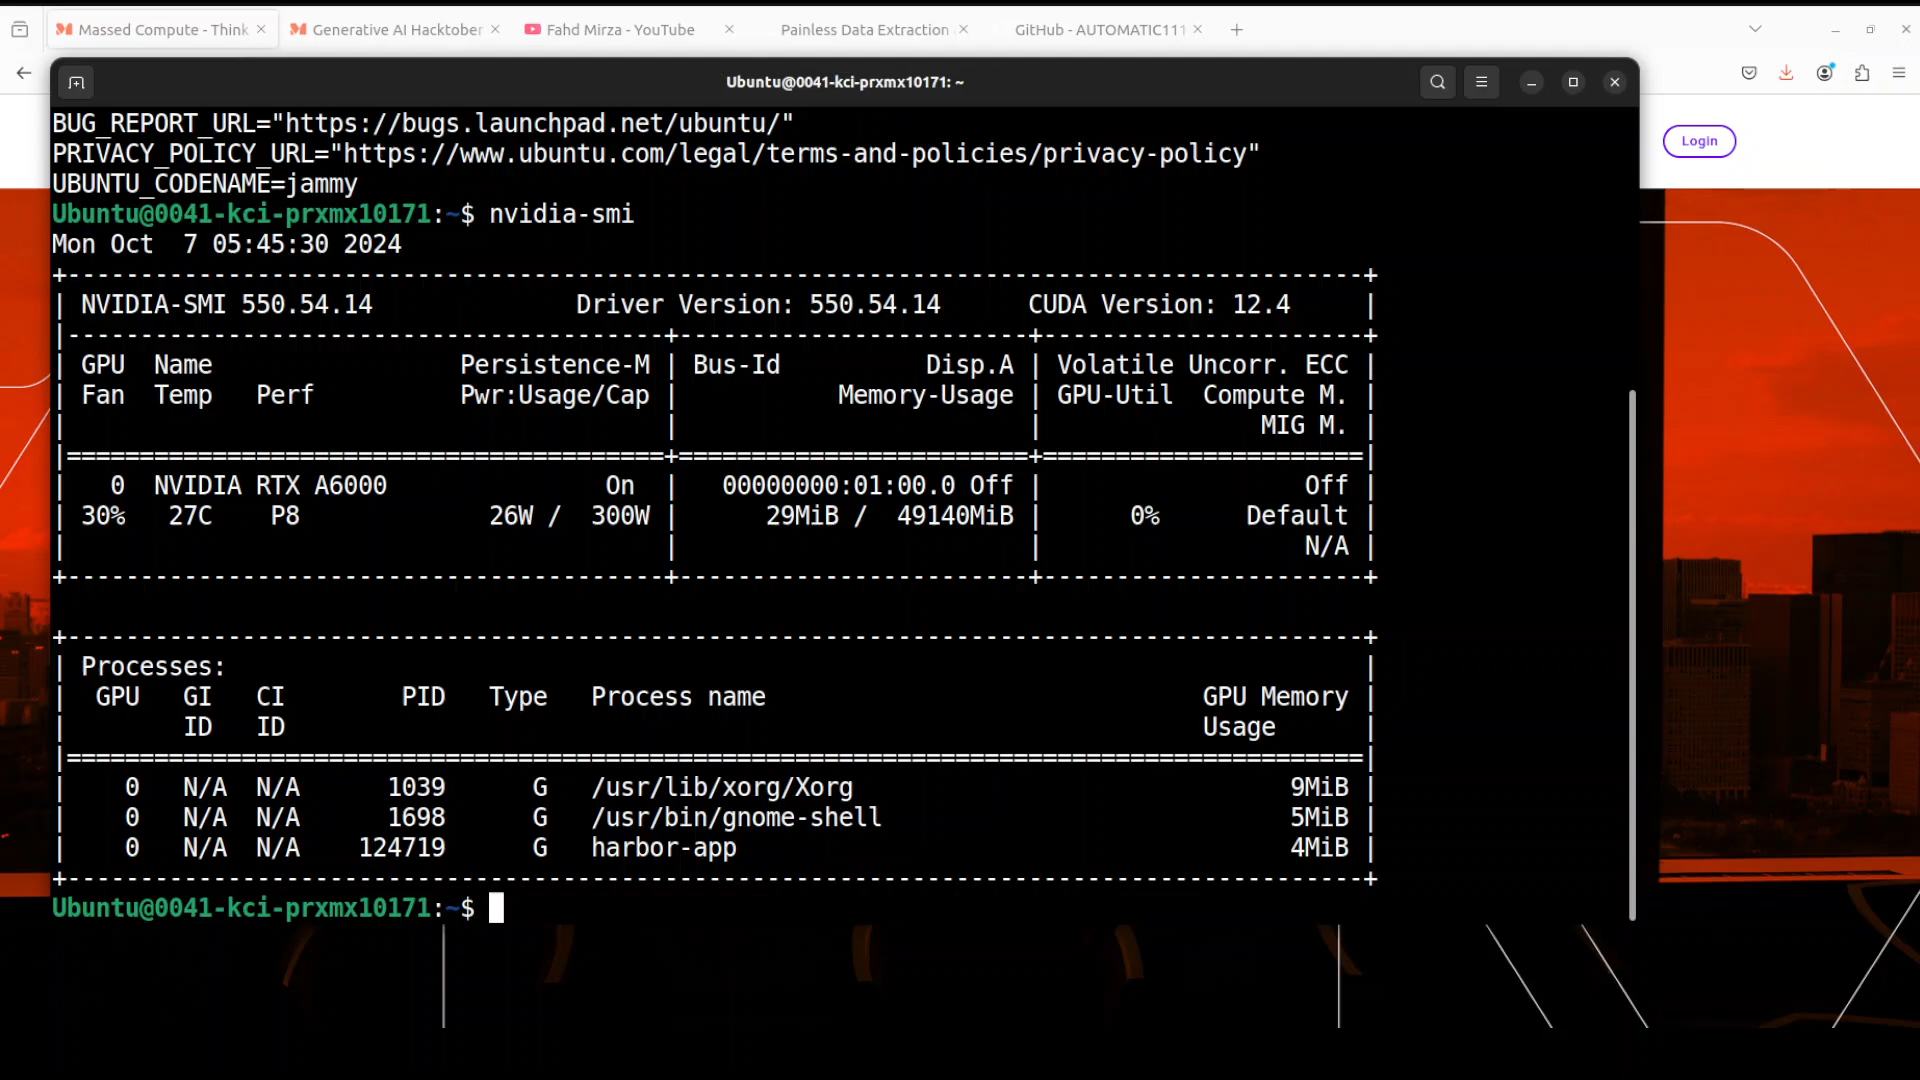 Massed Compute - Think
Generative AI Hacktober
Fahd Mirza - YouTube
Painless Data Extraction
GitHub - AUTOMATIC111
Ubuntu@0041-kci-prxmx10171: ~
Login
BUG_REPORT_URL="https://bugs.launchpad.net/ubuntu/"
PRIVACY_POLICY_URL="https://www.ubuntu.com/legal/terms-and-policies/privacy-policy"
UBUNTU_CODENAME=jammy
Ubuntu@0041-kci-prxmx10171:~$ nvidia-smi
Mon Oct  7 05:45:30 2024
+-----------------------------------------------------------------------------------------+
| NVIDIA-SMI 550.54.14              Driver Version: 550.54.14      CUDA Version: 12.4     |
|-----------------------------------------+------------------------+----------------------+
| GPU  Name                 Persistence-M | Bus-Id          Disp.A | Volatile Uncorr. ECC |
| Fan  Temp   Perf          Pwr:Usage/Cap |           Memory-Usage | GPU-Util  Compute M. |
|                                         |                        |               MIG M. |
|=========================================+========================+======================|
|   0  NVIDIA RTX A6000               On  |   00000000:01:00.0 Off |                  Off |
| 30%   27C    P8             26W /  300W |      29MiB /  49140MiB |      0%      Default |
|                                         |                        |                  N/A |
+-----------------------------------------+------------------------+----------------------+
+-----------------------------------------------------------------------------------------+
| Processes:                                                                              |
|  GPU   GI   CI        PID   Type   Process name                              GPU Memory |
|        ID   ID                                                               Usage      |
|=========================================================================================|
|    0   N/A  N/A      1039      G   /usr/lib/xorg/Xorg                              9MiB |
|    0   N/A  N/A      1698      G   /usr/bin/gnome-shell                            5MiB |
|    0   N/A  N/A    124719      G   harbor-app                                      4MiB |
+-----------------------------------------------------------------------------------------+
Ubuntu@0041-kci-prxmx10171:~$